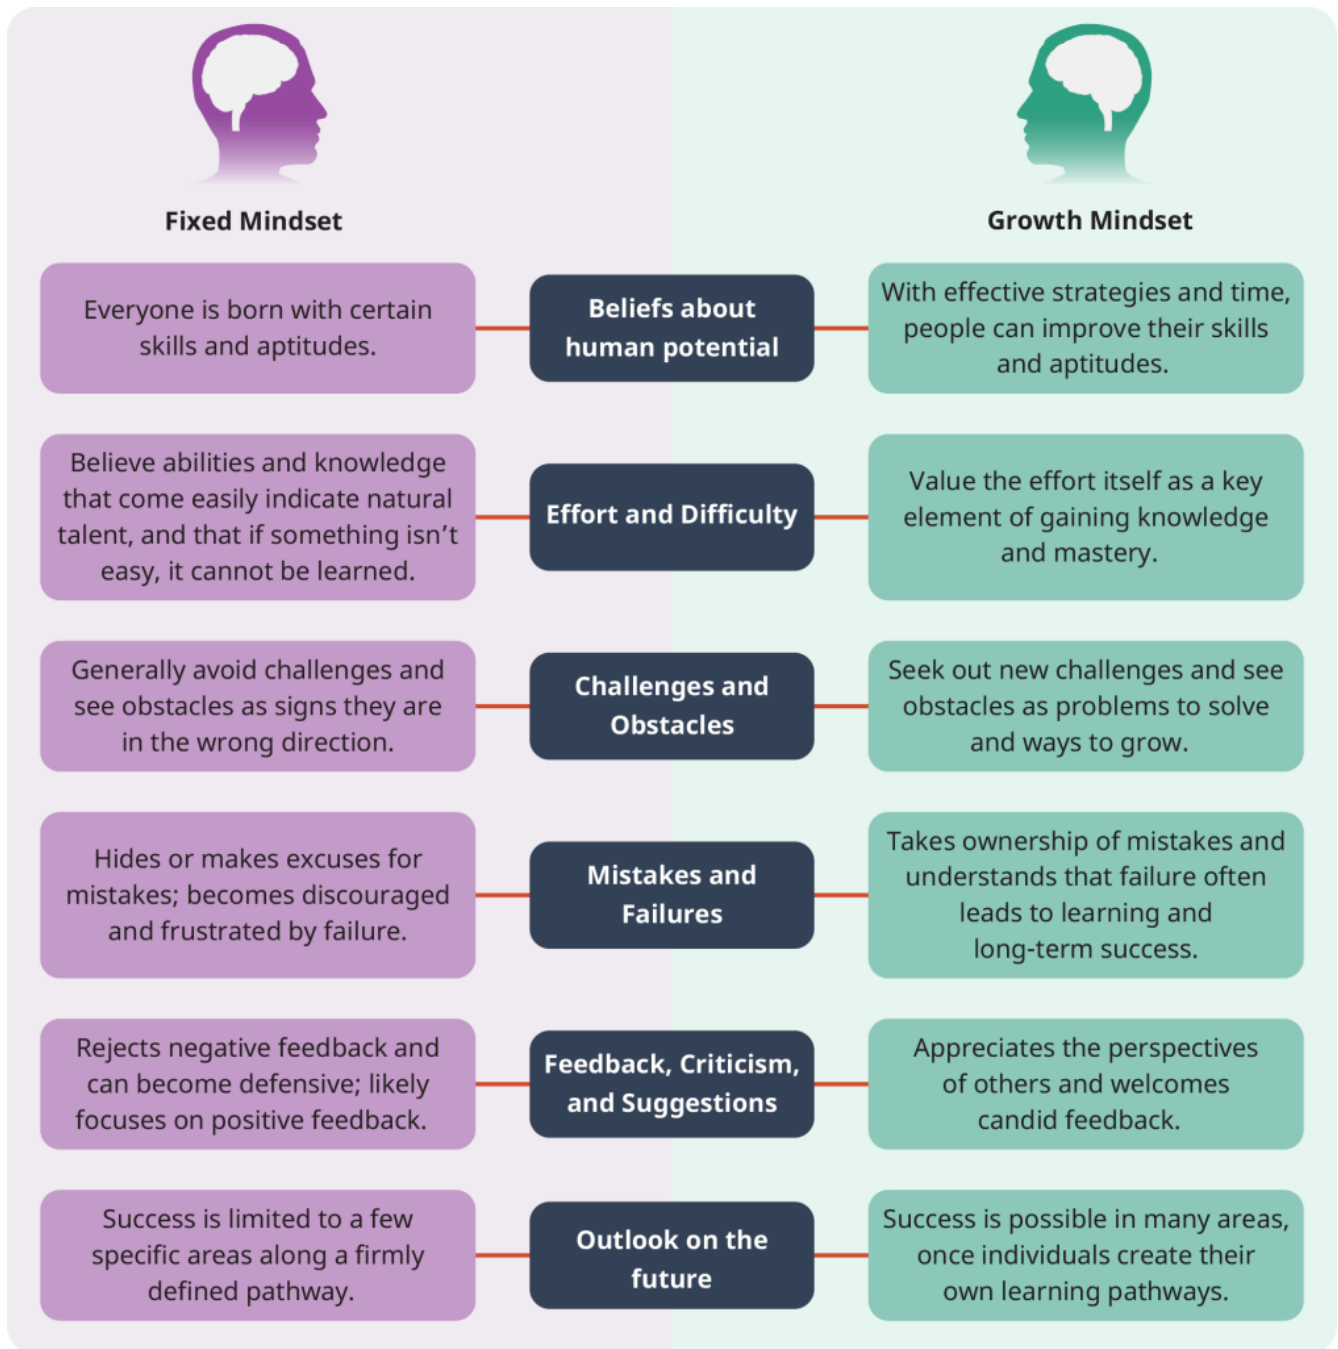 Fixed Mindset
Growth Mindset
Everyone is born with certain
skills and aptitudes.
Beliefs about
human potential
With effective strategies and time,
people can improve their skills
and aptitudes.
Believe abilities and knowledge
that come easily indicate natural
talent, and that if something isn’t
easy, it cannot be learned.
Effort and Difficulty
Value the effort itself as a key
element of gaining knowledge
and mastery.
Generally avoid challenges and
see obstacles as signs they are
in the wrong direction.
Challenges and
Obstacles
Seek out new challenges and see
obstacles as problems to solve
and ways to grow.
Hides or makes excuses for
mistakes; becomes discouraged
and frustrated by failure.
Mistakes and
Failures
Takes ownership of mistakes and
understands that failure often
leads to learning and
long-term success.
Rejects negative feedback and
can become defensive; likely
focuses on positive feedback.
Feedback, Criticism,
and Suggestions
Appreciates the perspectives
of others and welcomes
candid feedback.
Success is limited to a few
specific areas along a firmly
defined pathway.
Outlook on the
future
Success is possible in many areas,
once individuals create their
own learning pathways.